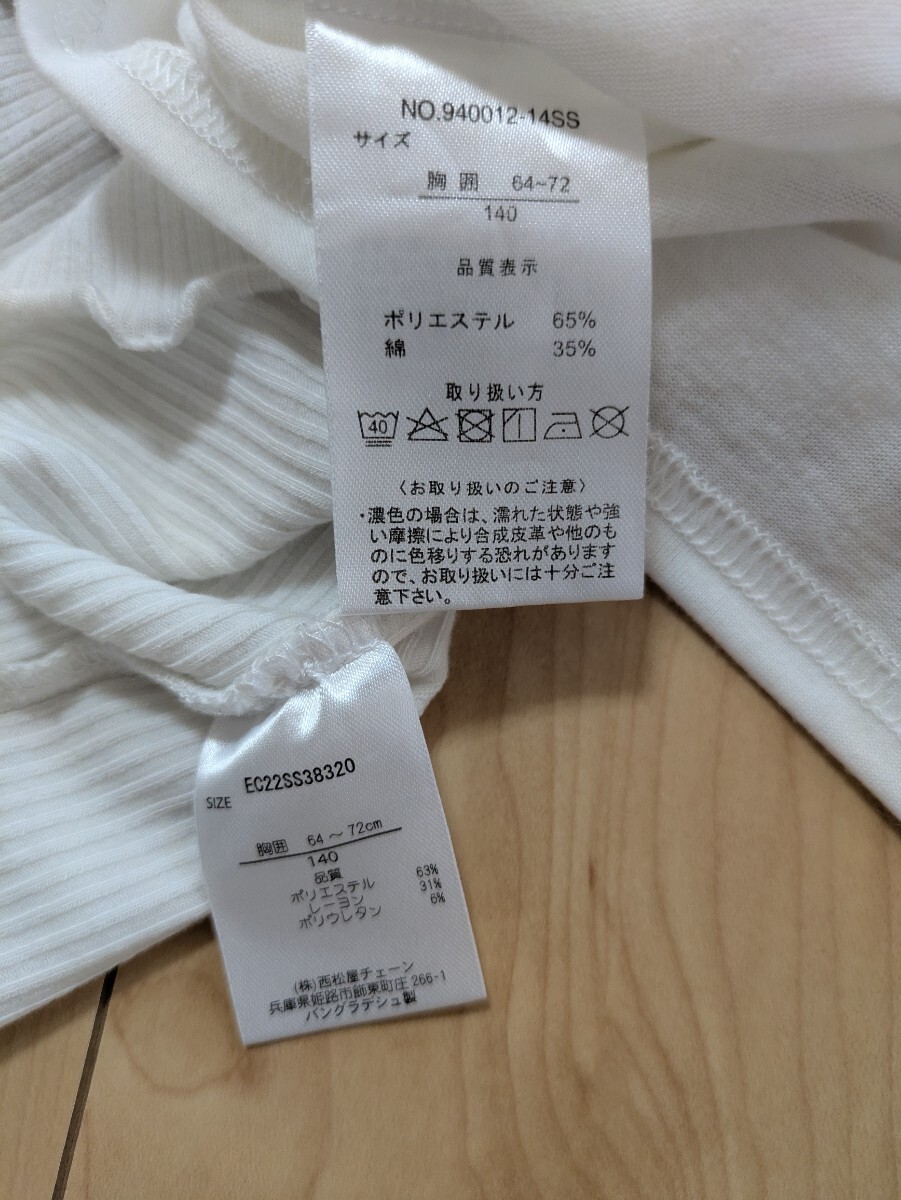 NO.940012-14SS
サイズ
胸囲 64~72
140
品質表示
ポリエステル 65%
綿 35%
取り扱い方
40
〈お取り扱いのご注意〉
・濃色の場合は、濡れた状態や強
い摩擦により合成皮革や他のも
のに色移りする恐れがあります
ので、お取り扱いには十分ご注
意下さい。
EC22SS38320
SIZE
胸囲 64～72cm
140
品質
ポリエステル 63%
レーヨン 31%
ポリウレタン 6%
(株)西松屋チェーン
兵庫県姫路市飾東町庄266-1
バングラデシュ製